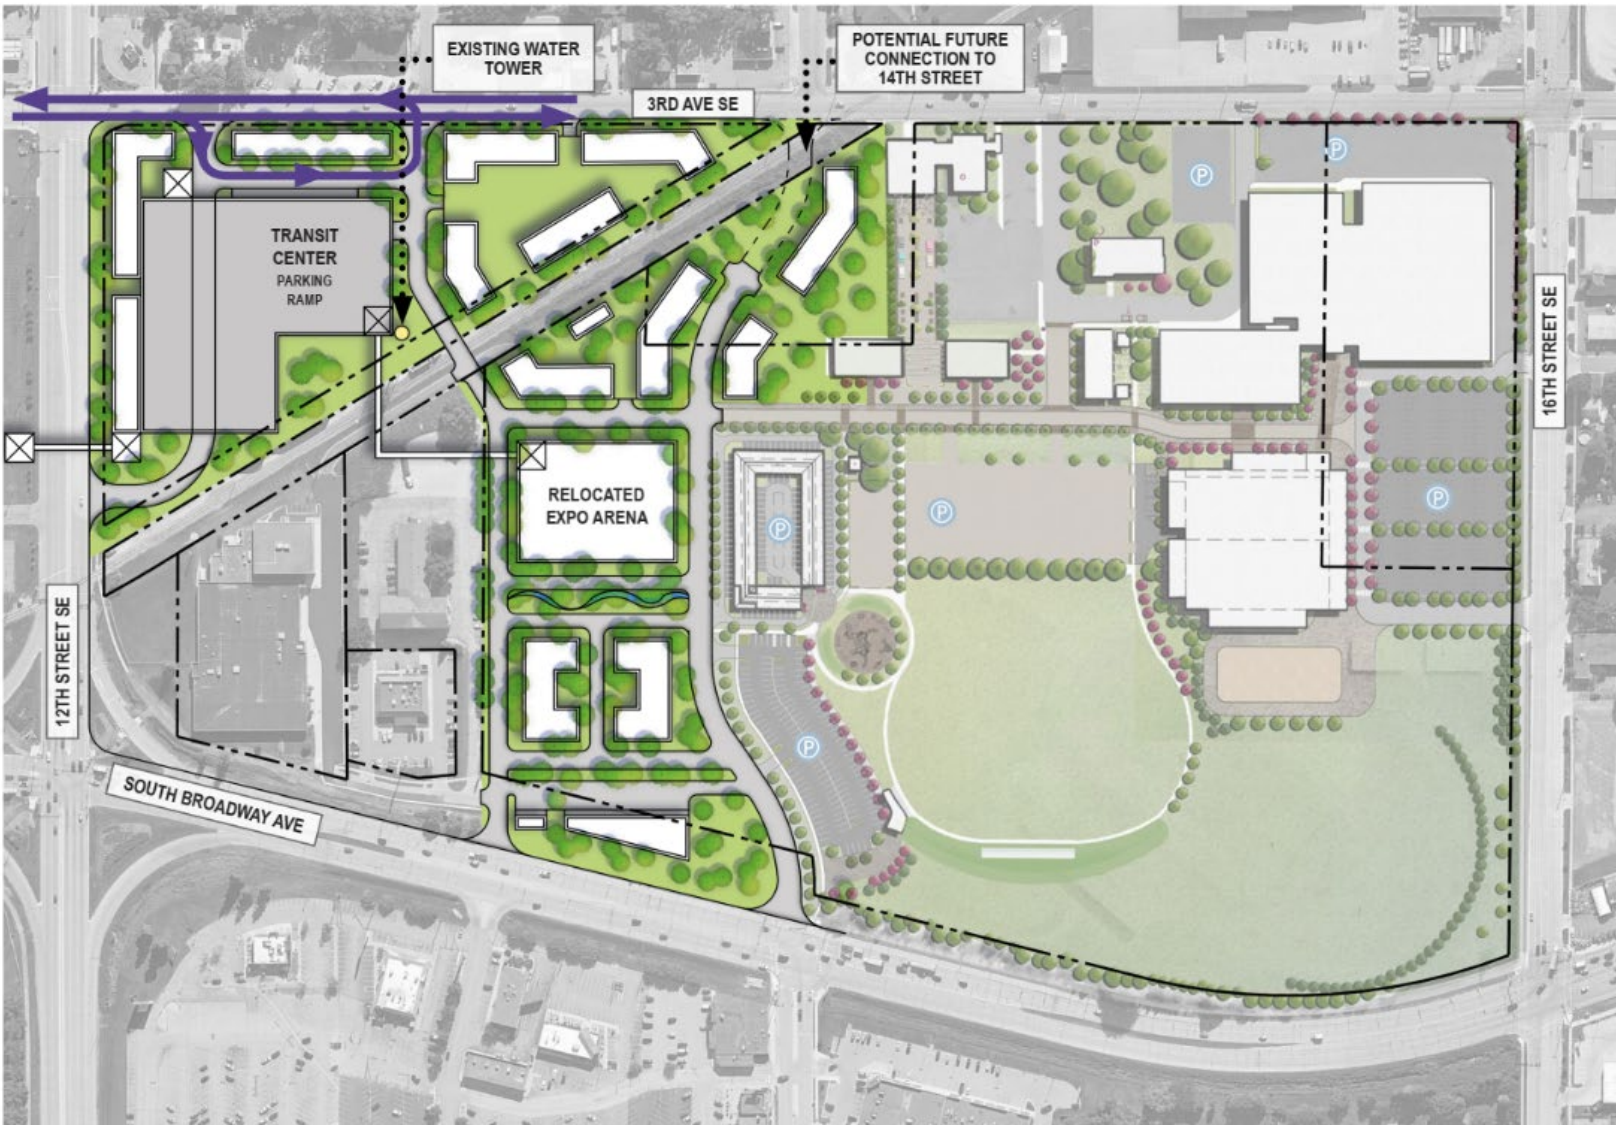 EXISTING WATER
TOWER
POTENTIAL FUTURE
CONNECTION TO
14TH STREET
3RD AVE SE
P
P
TRANSIT
CENTER
PARKING
RAMP
16TH STREET SE
RELOCATED
EXPO ARENA
P
P
P
12TH STREET SE
P
SOUTH BROADWAY AVE